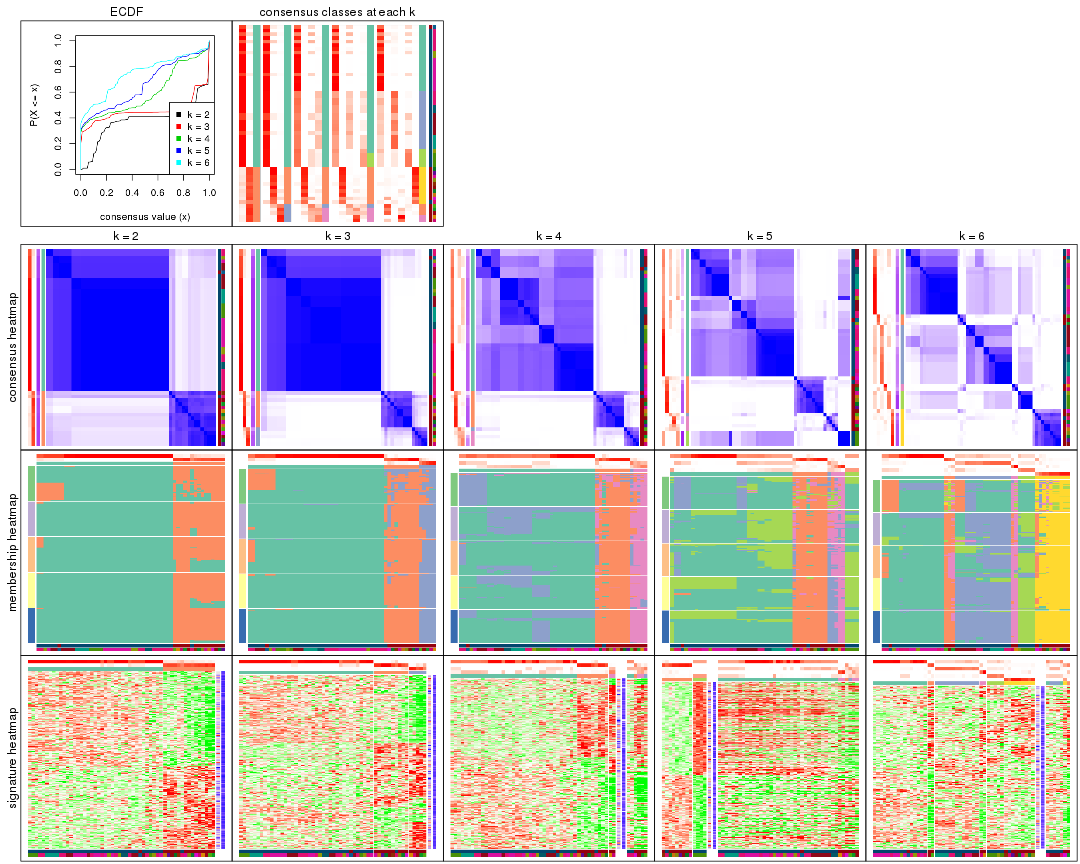 ECDF
consensus classes at each k
P(X <= x)
1.0
0.8
0.6
0.4
0.2
0.0
k = 2
k = 3
k = 4
k = 5
k = 6
0.0 0.2 0.4 0.6 0.8 1.0
consensus value (x)
k = 2 k = 3 k = 4 k = 5 k = 6
consensus heatmap
membership heatmap
signature heatmap